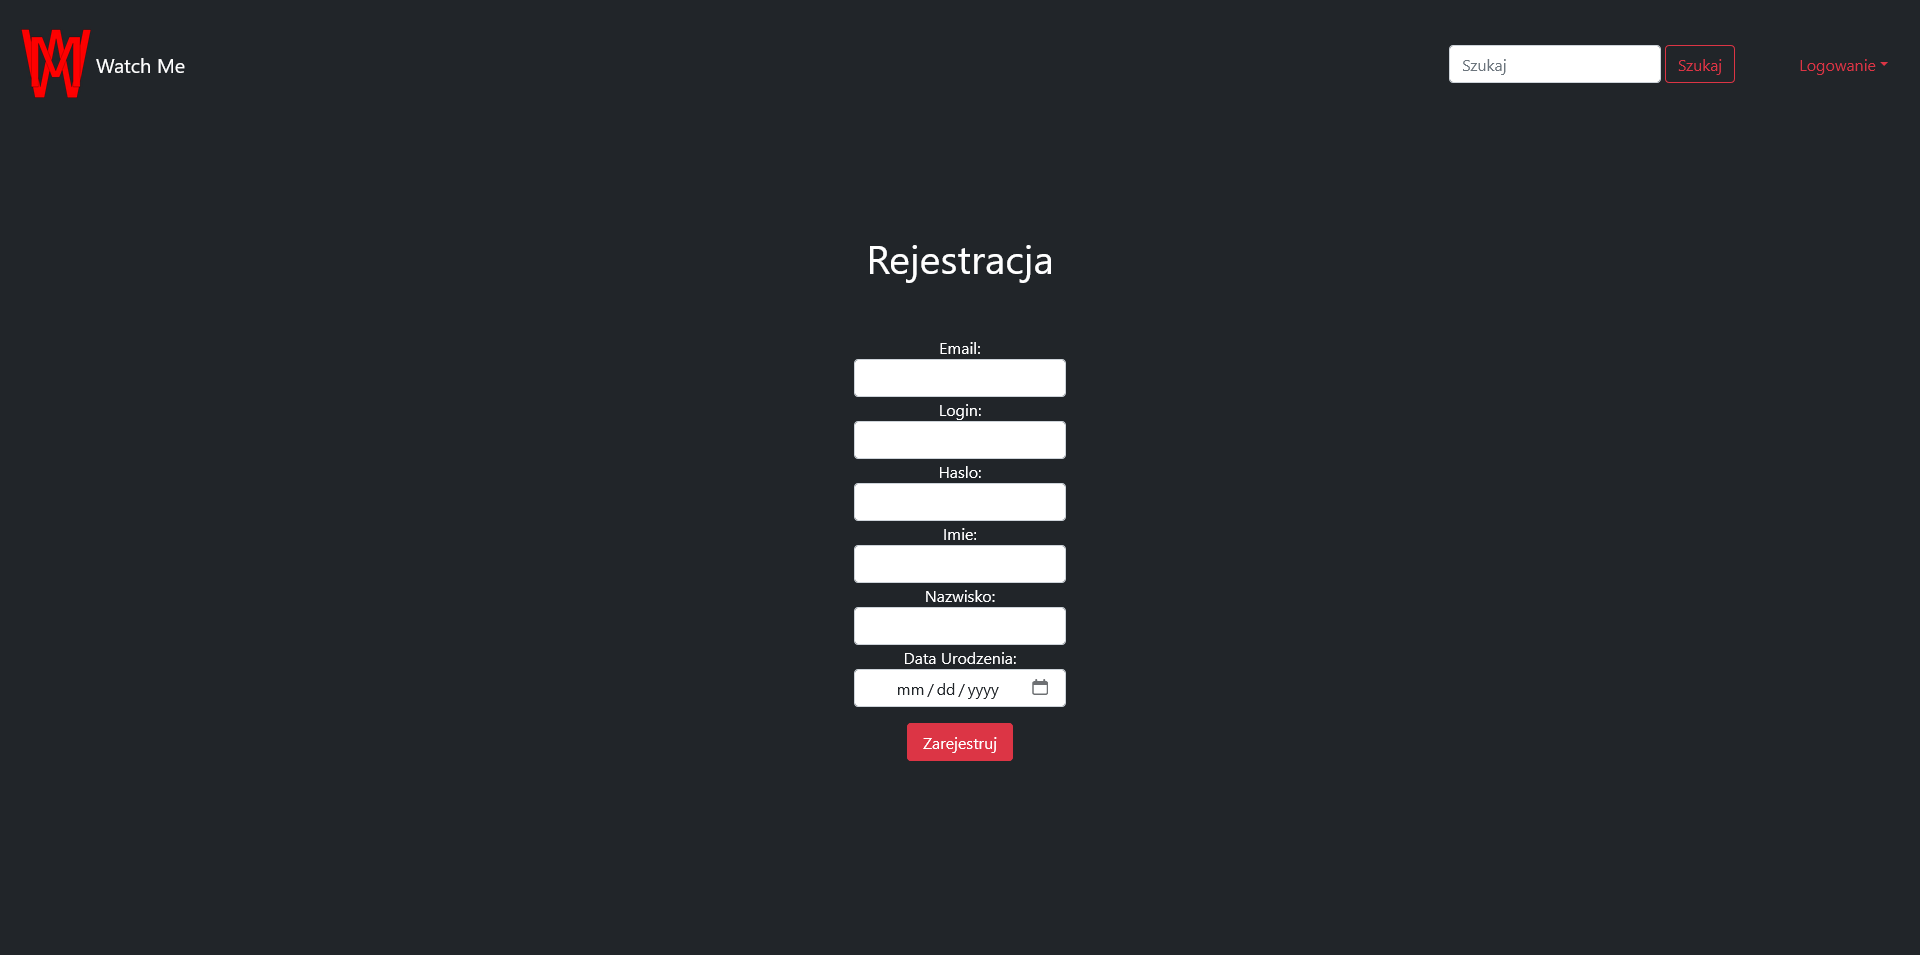 Watch Me
Szukaj
Szukaj
Logowanie
Rejestracja
Email:
Login:
Haslo:
Imie:
Nazwisko:
Data Urodzenia:
mm/dd/yyyy
Zarejestruj